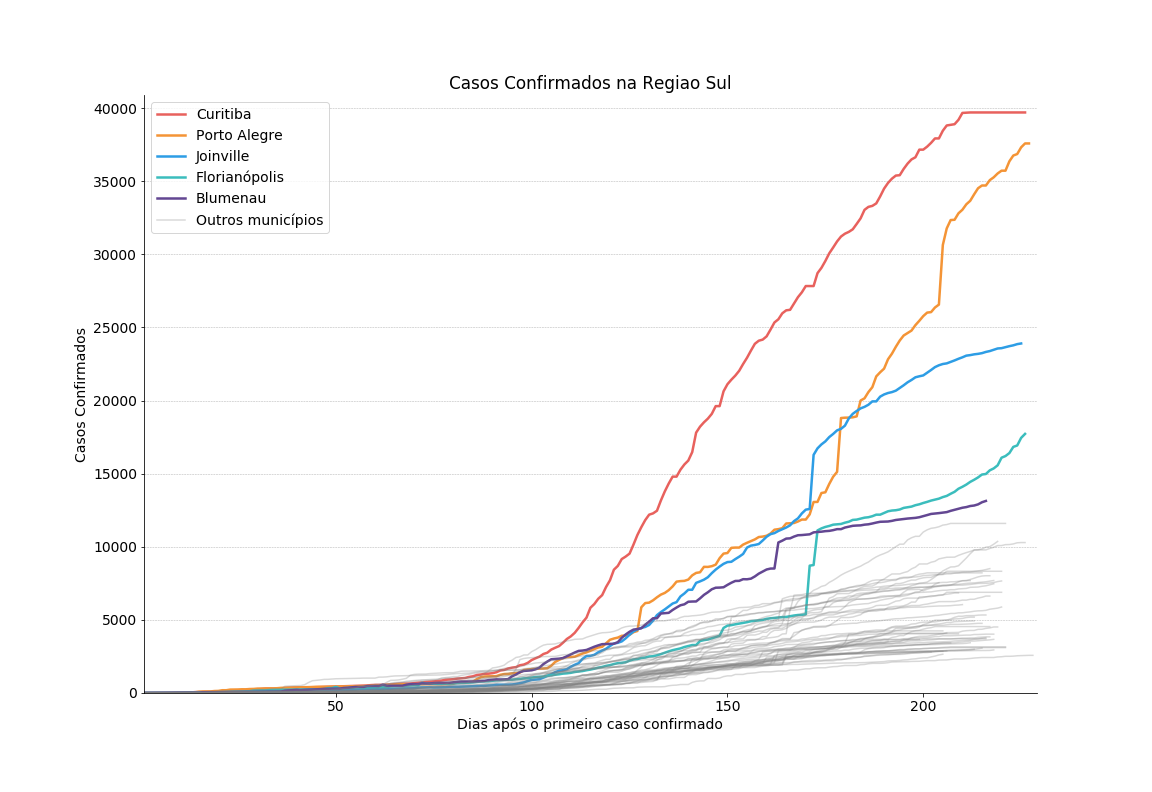 Casos Confirmados na Regiao Sul
40000
35000
30000
25000
20000
15000
10000
5000
0
Casos Confirmados
Curitiba
Porto Alegre
Joinville
Florianópolis
Blumenau
Outros municípios
50
100
150
200
Dias após o primeiro caso confirmado